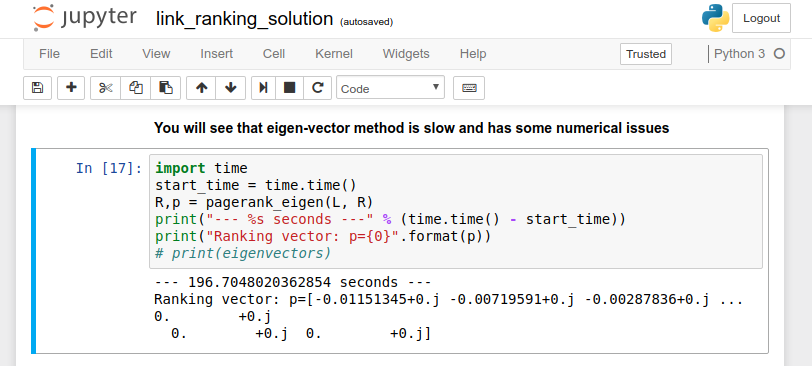 jupyter link_ranking_solution (autosaved) Logout
File Edit View Insert Cell Kernel Widgets Help Trusted Python 3
Code
You will see that eigen-vector method is slow and has some numerical issues
In [17]: import time
start_time = time.time()
R,p = pagerank_eigen(L, R)
print("--- %s seconds ---" % (time.time() - start_time))
print("Ranking vector: p={0}".format(p))
# print(eigenvectors)
--- 196.7048020362854 seconds ---
Ranking vector: p=[-0.01151345+0.j -0.00719591+0.j -0.00287836+0.j ...
0.        +0.j
  0.        +0.j  0.        +0.j]